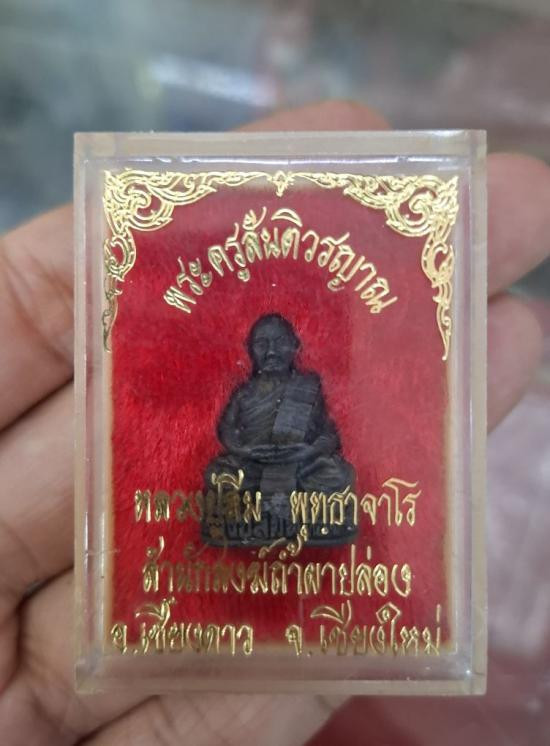 พระครูสันติวรญาณ
หลวงปู่สิม พุทฺธาจาโร
สำนักสงฆ์ถ้ำผาปล่อง
อ.เชียงดาว จ.เชียงใหม่